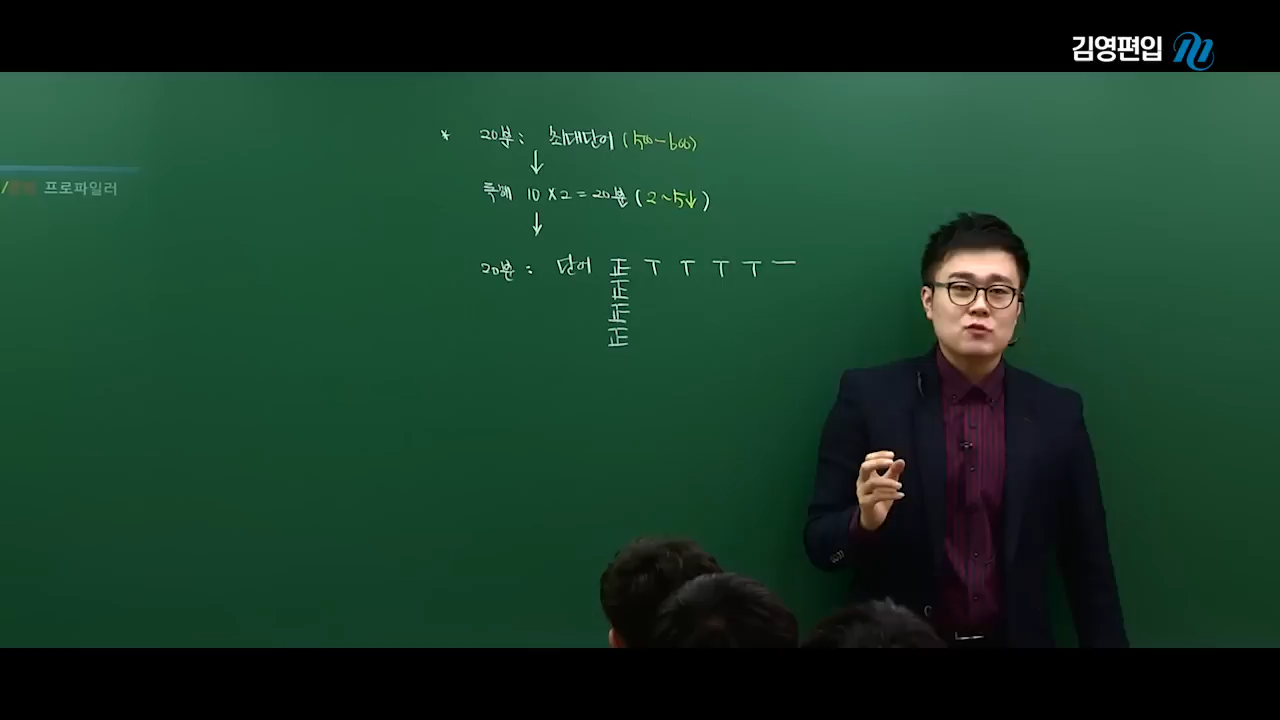 김영편입
* 20분: 최대단어 (500-600)
↓
독해 10 x 2 = 20분 (2~5↓)
↓
20분 : 단어 正 T T T T 一
正
正
正
/ 프로파일러